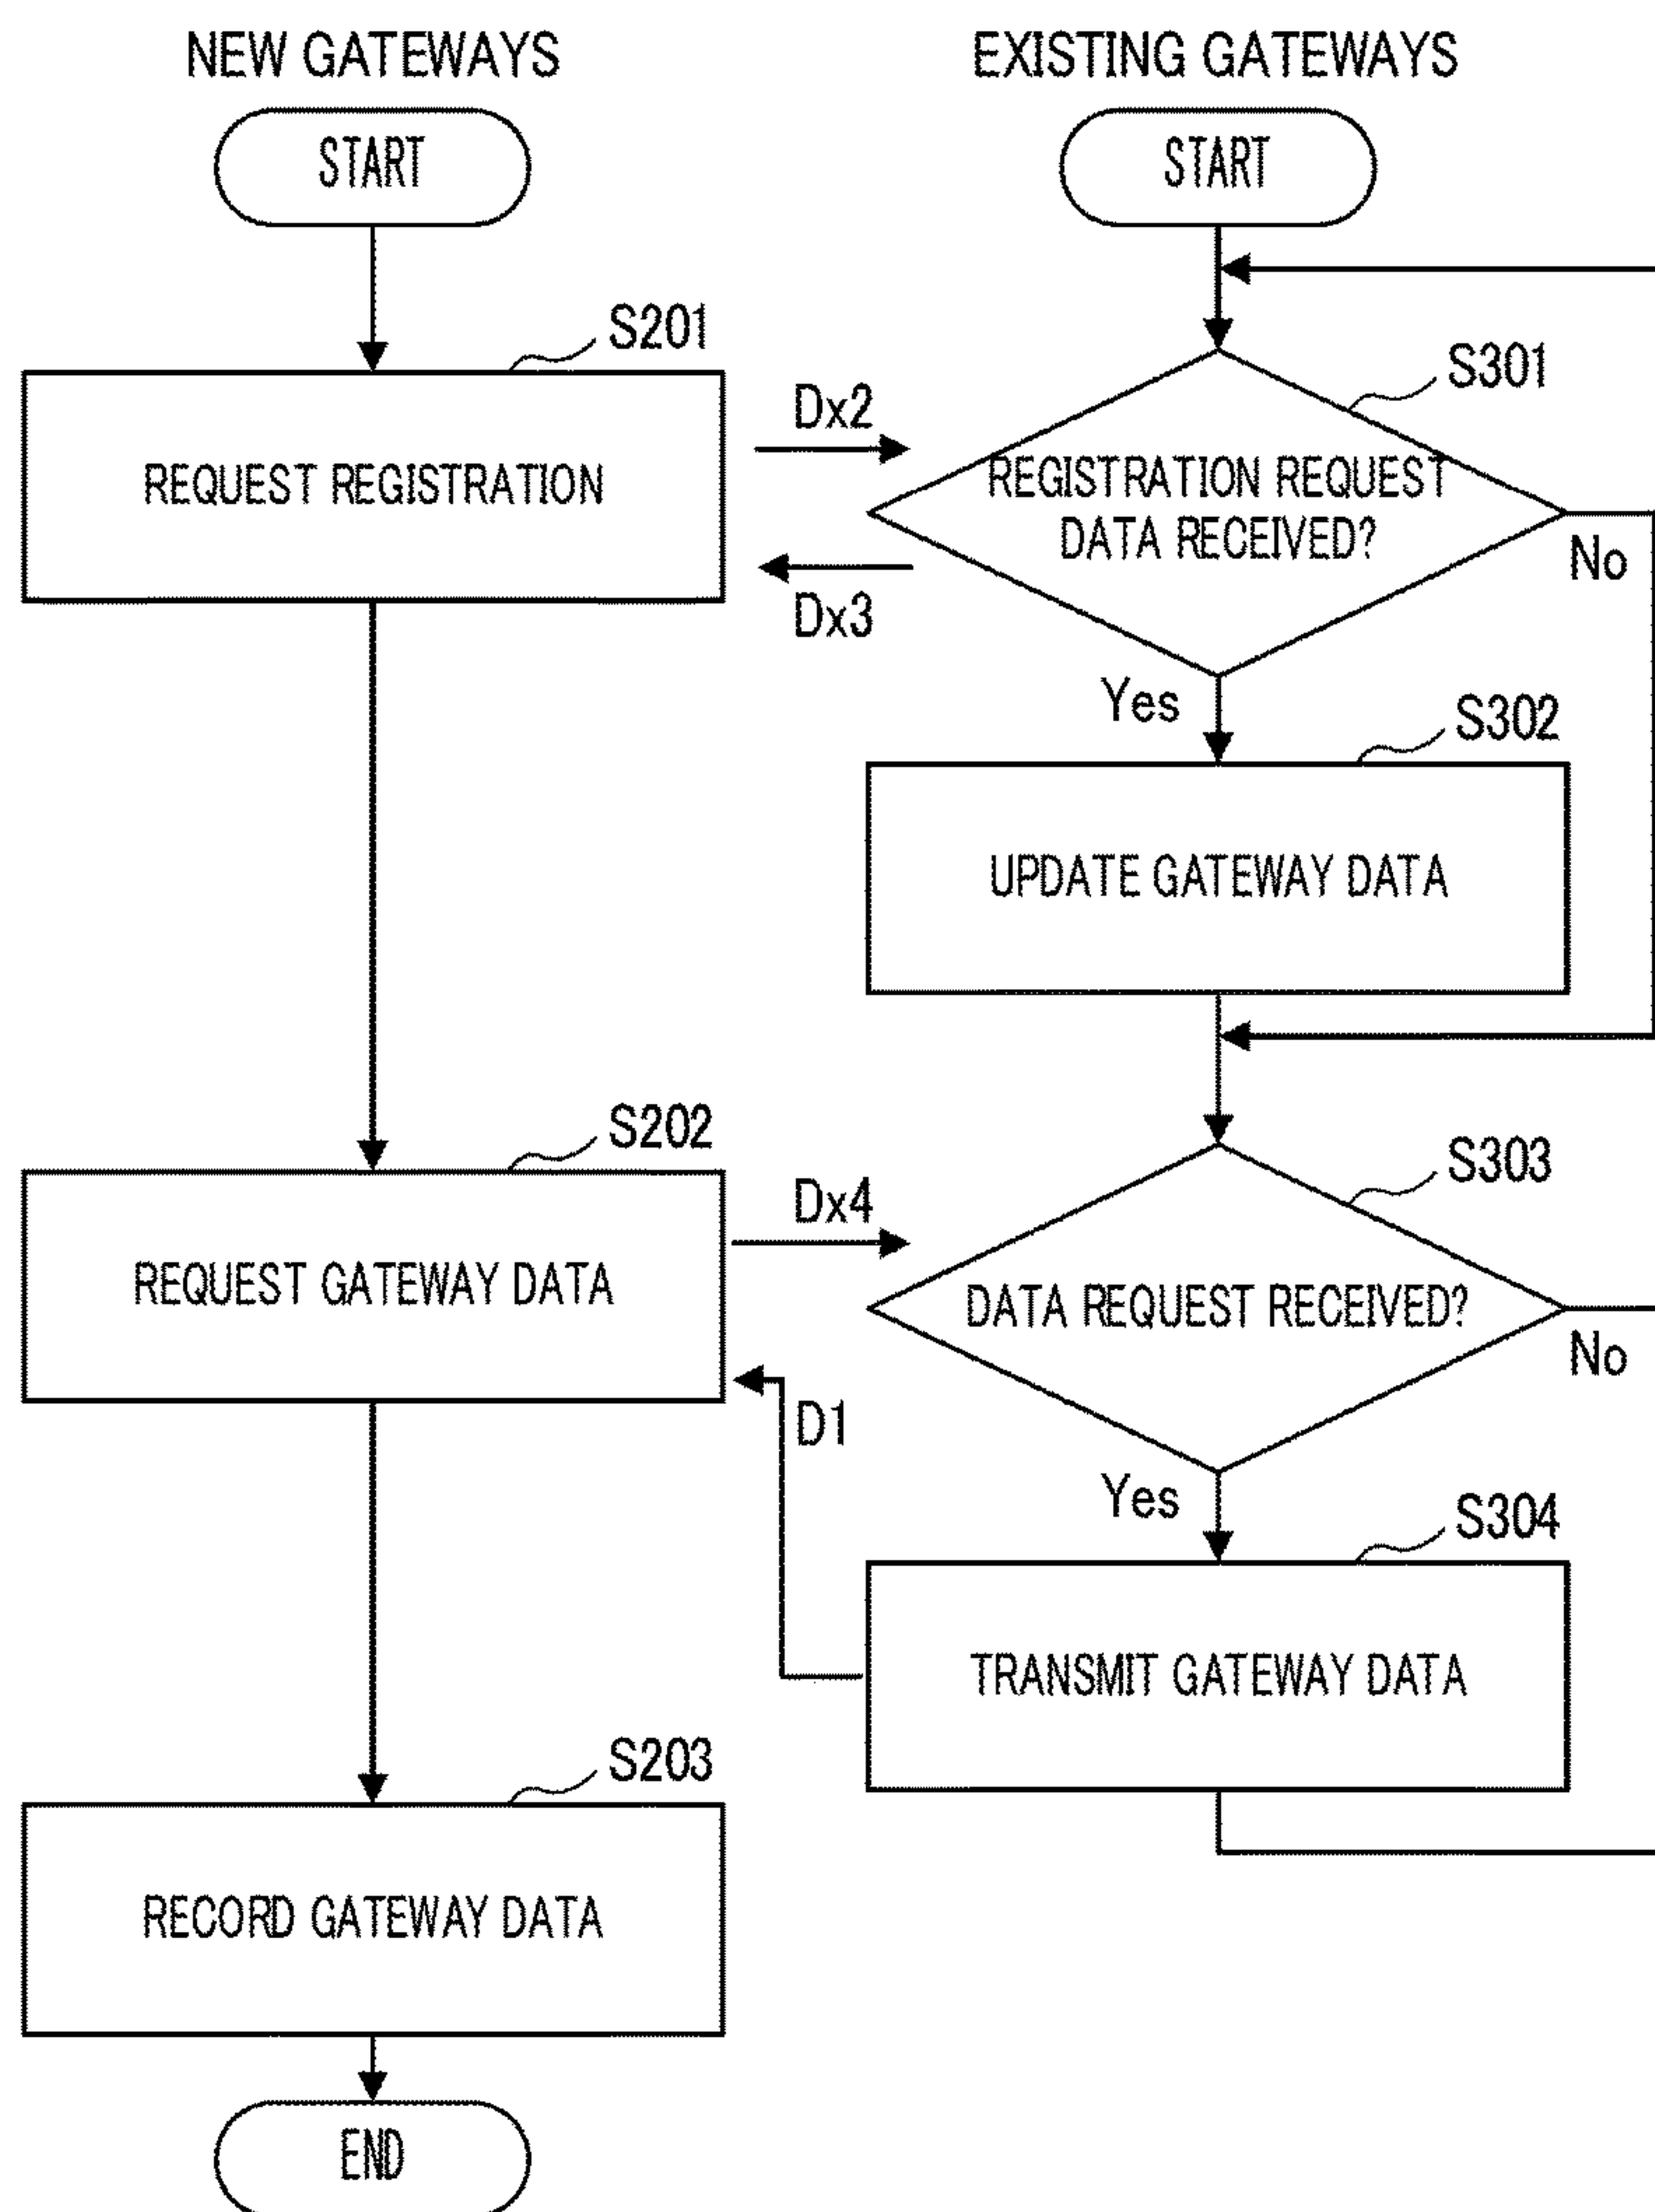 NEW GATEWAYS
EXISTING GATEWAYS
START
START
S201
S301
Dx2
REQUEST REGISTRATION
REGISTRATION REQUEST
DATA RECEIVED?
No
Dx3
Yes
S302
UPDATE GATEWAY DATA
S202
S303
Dx4
REQUEST GATEWAY DATA
DATA REQUEST RECEIVED?
No
D1
Yes
S304
TRANSMIT GATEWAY DATA
S203
RECORD GATEWAY DATA
END